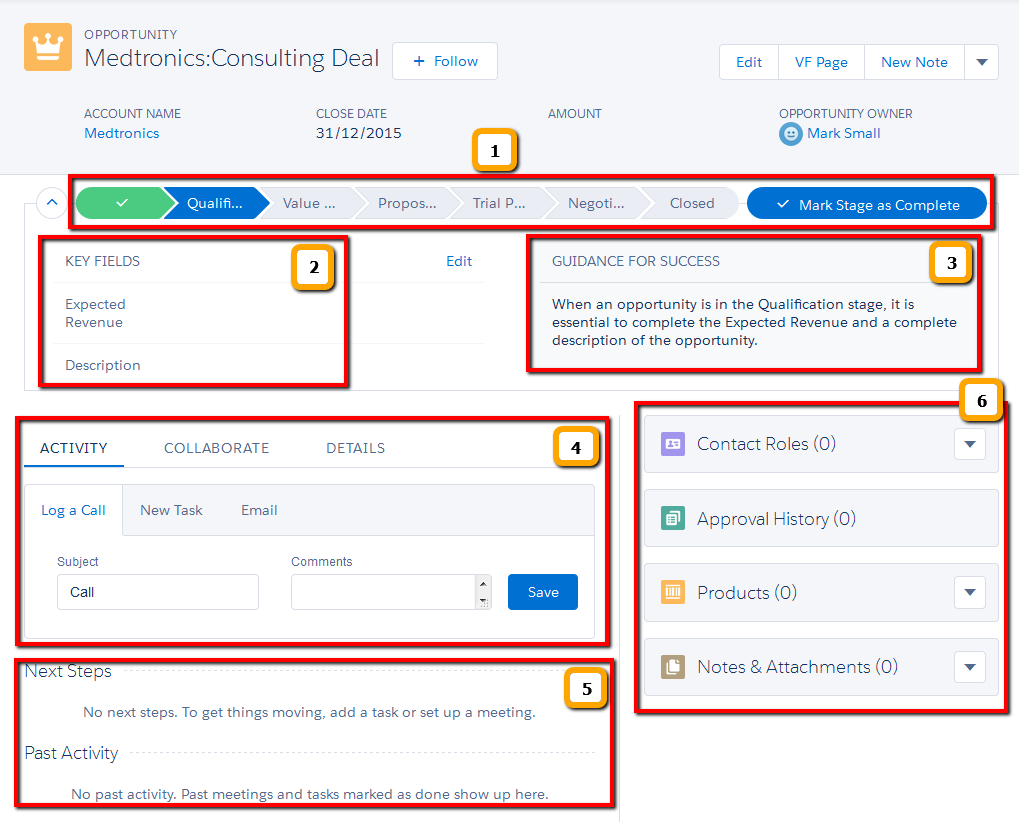 OPPORTUNITY
Medtronics:Consulting Deal
+ Follow
Edit
VF Page
New Note
ACCOUNT NAME
CLOSE DATE
AMOUNT
OPPORTUNITY OWNER
Medtronics
31/12/2015
Mark Small
1
Qualifi...
Value ...
Propos...
Trial P...
Negoti...
Closed
Mark Stage as Complete
KEY FIELDS
2
Edit
Expected
Revenue
Description
GUIDANCE FOR SUCCESS
3
When an opportunity is in the Qualification stage, it is
essential to complete the Expected Revenue and a complete
description of the opportunity.
ACTIVITY
COLLABORATE
DETAILS
4
Log a Call
New Task
Email
Subject
Comments
Call
Save
Next Steps
5
No next steps. To get things moving, add a task or set up a meeting.
Past Activity
No past activity. Past meetings and tasks marked as done show up here.
6
Contact Roles (0)
Approval History (0)
Products (0)
Notes & Attachments (0)